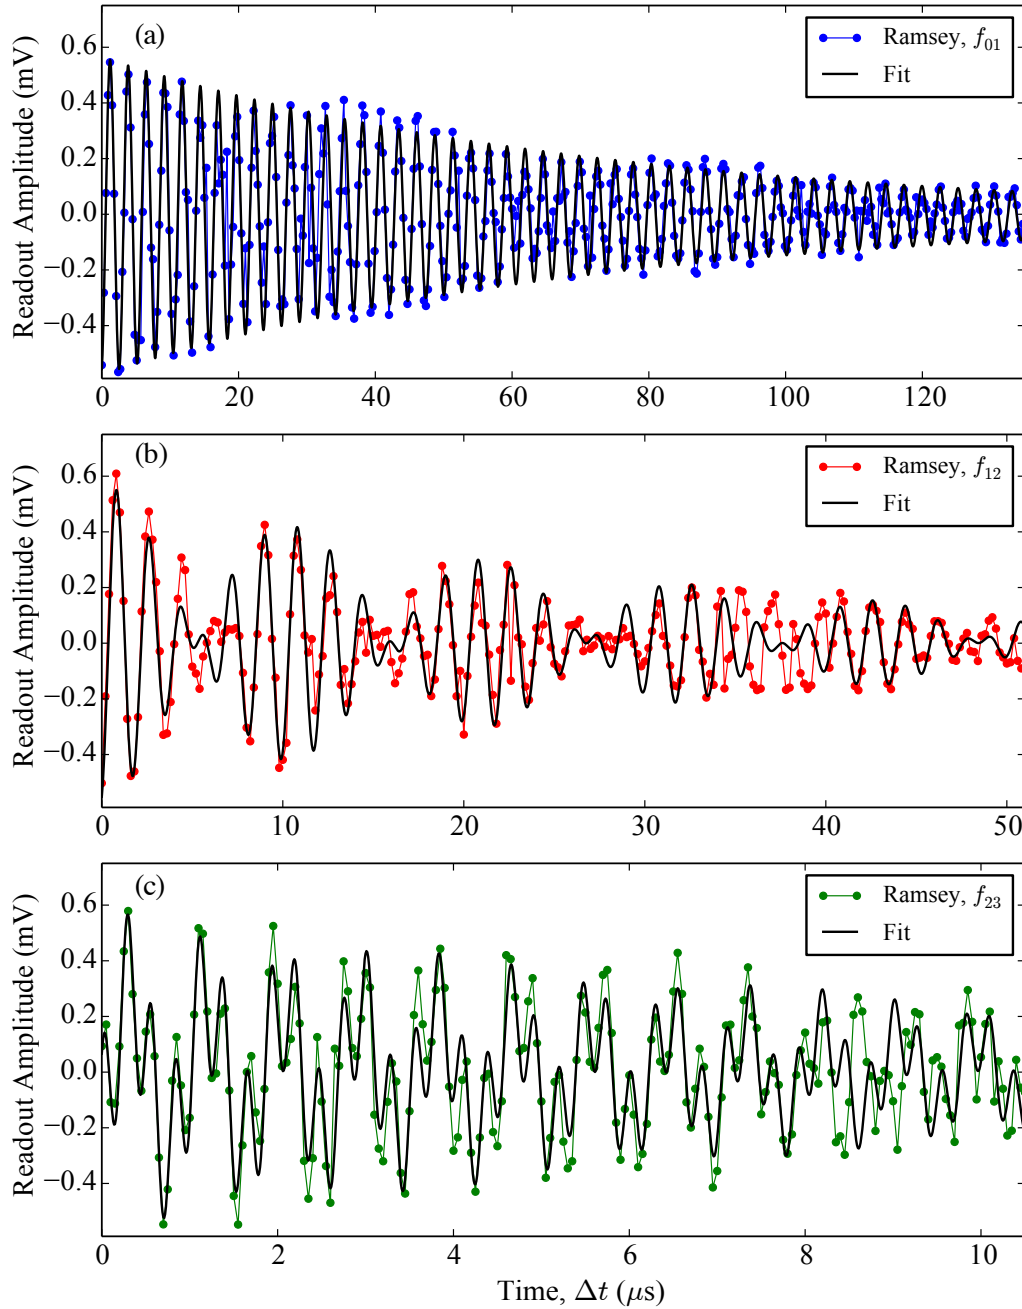 (a)
Ramsey, f01
Fit
Readout Amplitude (mV)
0.6
0.4
0.2
0.0
−0.2
−0.4
0 20 40 60 80 100 120
(b)
Ramsey, f12
Fit
Readout Amplitude (mV)
0.6
0.4
0.2
0.0
−0.2
−0.4
0 10 20 30 40 50
(c)
Ramsey, f23
Fit
Readout Amplitude (mV)
0.6
0.4
0.2
0.0
−0.2
−0.4
0 2 4 6 8 10
Time, Δt (μs)